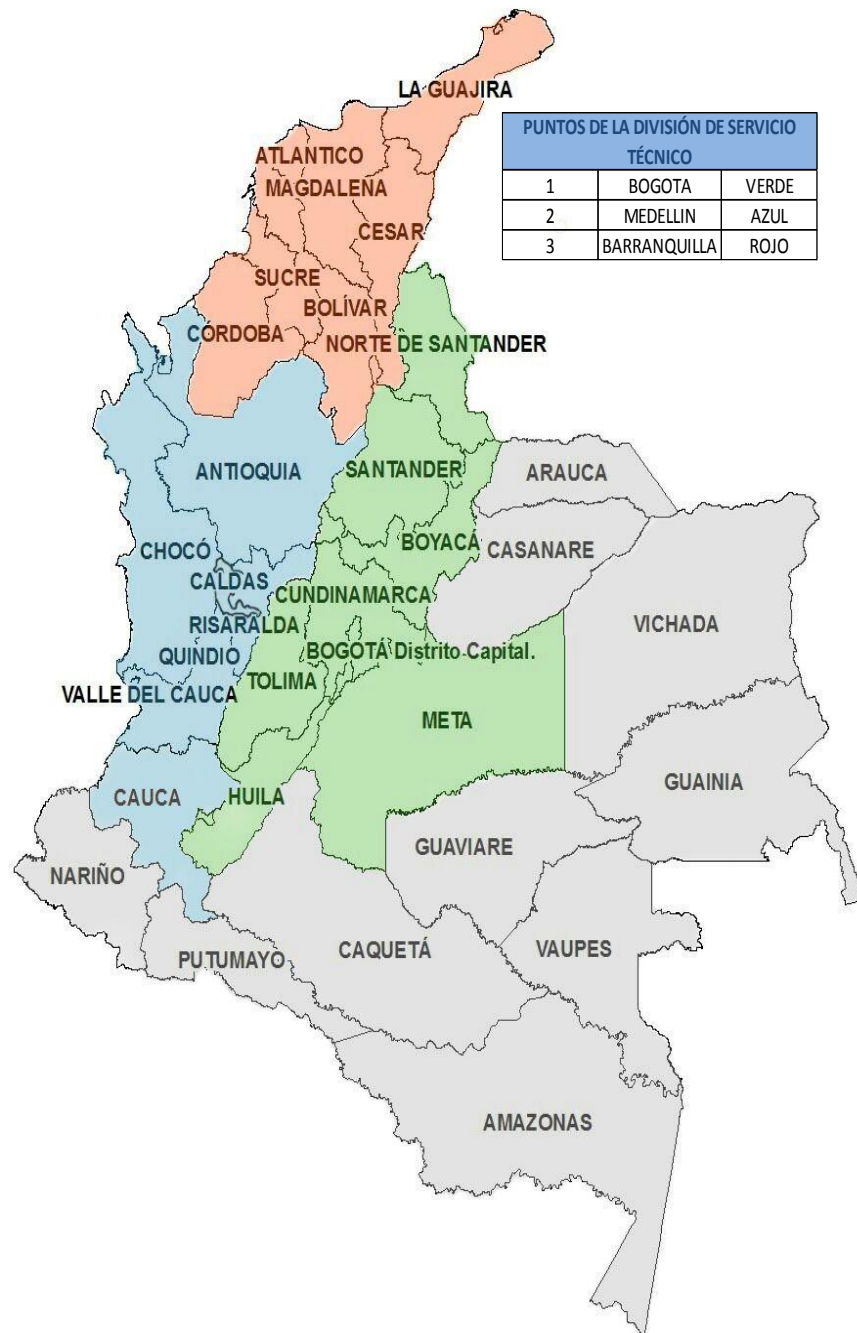 LA GUAJIRA
PUNTOS DE LA DIVISIÓN DE SERVICIO
TÉCNICO
1 BOGOTA VERDE
2 MEDELLIN AZUL
3 BARRANQUILLA ROJO
ATLANTICO
MAGDALENA
CESAR
SUCRE
BOLÍVAR
CÓRDOBA
NORTE DE SANTANDER
ANTIOQUIA
SANTANDER
ARAUCA
CHOCÓ
BOYACÁ
CASANARE
CALDAS
CUNDINAMARCA
RISARALDA
VICHADA
QUINDIO
BOGOTÁ Distrito Capital.
TOLIMA
VALLE DEL CAUCA
META
GUAINIA
CAUCA
HUILA
GUAVIARE
NARIÑO
PUTUMAYO
CAQUETÁ
VAUPES
AMAZONAS